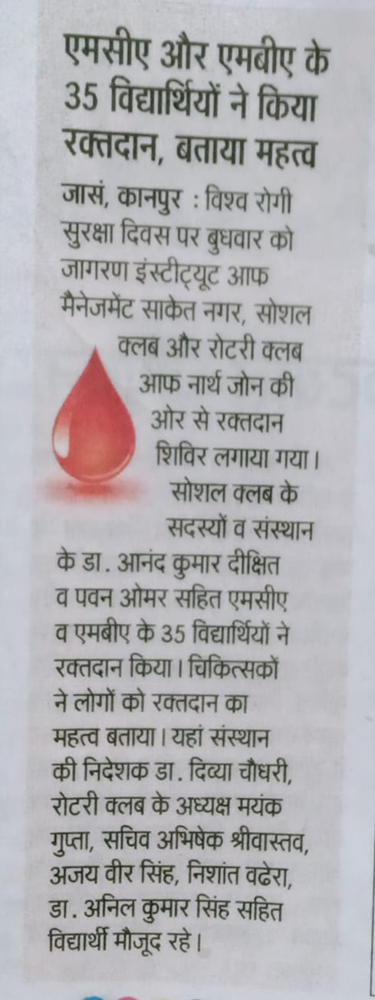 एमसीए और एमबीए के
35 विद्यार्थियों ने किया
रक्तदान, बताया महत्व
जासं, कानपुर : विश्व रोगी
सुरक्षा दिवस पर बुधवार को
जागरण इंस्टीट्यूट आफ
मैनेजमेंट साकेत नगर, सोशल
क्लब और रोटरी क्लब
आफ नार्थ जोन की
ओर से रक्तदान
शिविर लगाया गया।
सोशल क्लब के
सदस्यों व संस्थान
के डा. आनंद कुमार दीक्षित
व पवन ओमर सहित एमसीए
व एमबीए के 35 विद्यार्थियों ने
रक्तदान किया। चिकित्सकों
ने लोगों को रक्तदान का
महत्व बताया। यहां संस्थान
की निदेशक डा. दिव्या चौधरी,
रोटरी क्लब के अध्यक्ष मयंक
गुप्ता, सचिव अभिषेक श्रीवास्तव,
अजय वीर सिंह, निशांत वढेरा,
डा. अनिल कुमार सिंह सहित
विद्यार्थी मौजूद रहे।